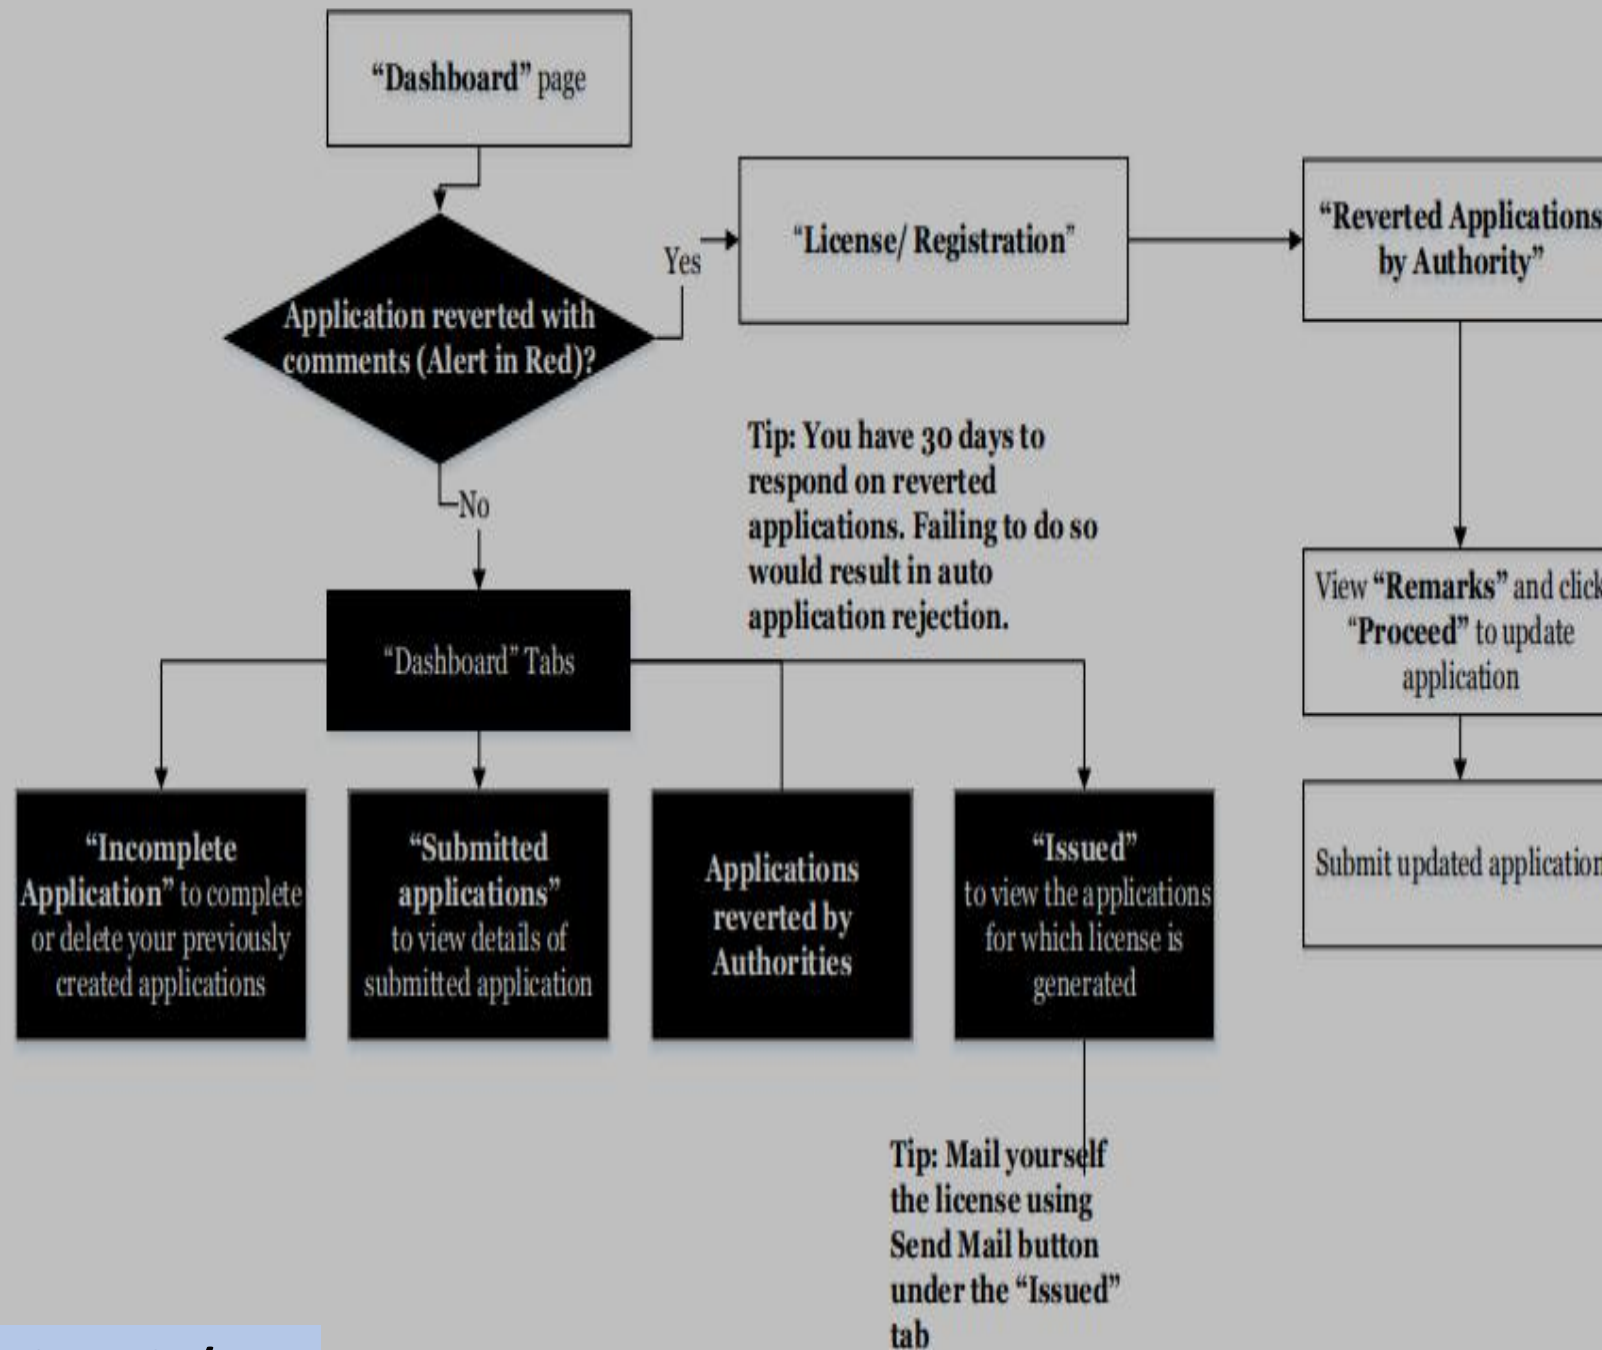 “Dashboard” page
Application reverted with
comments (Alert in Red)?
Yes
No
“License/ Registration”
“Reverted Applications
by Authority”
Tip: You have 30 days to
respond on reverted
applications. Failing to do so
would result in auto
application rejection.
View “Remarks” and click
“Proceed” to update
application
Submit updated application
“Dashboard” Tabs
“Incomplete
Application” to complete
or delete your previously
created applications
“Submitted
applications”
to view details of
submitted application
Applications
reverted by
Authorities
“Issued”
to view the applications
for which license is
generated
Tip: Mail yourself
the license using
Send Mail button
under the “Issued”
tab